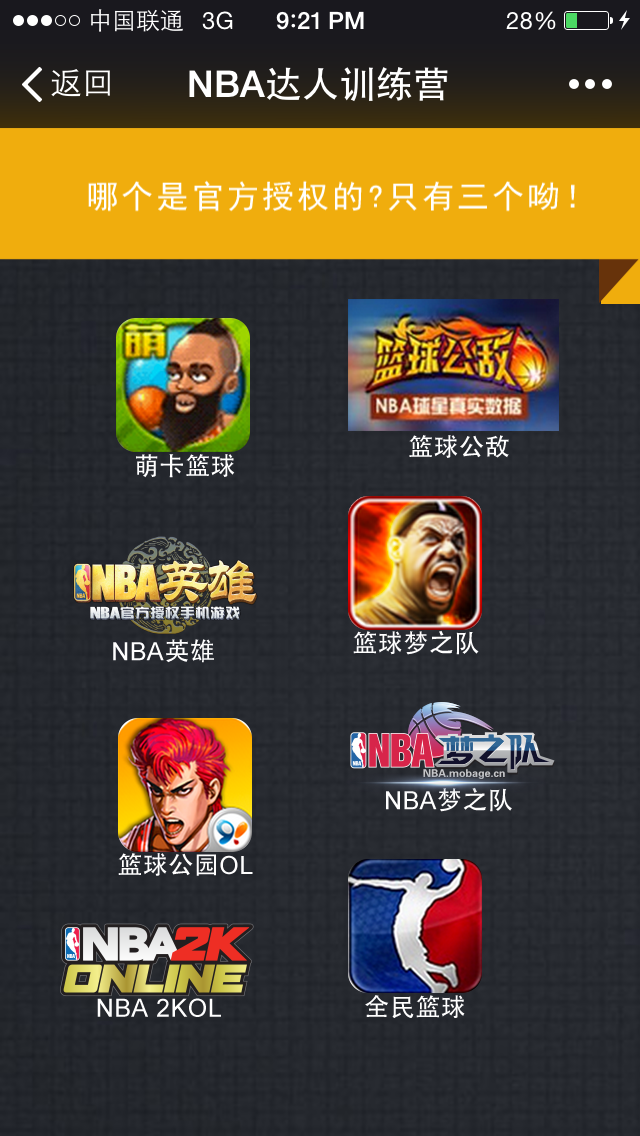 中国联通 3G 9:21 PM 28%
返回 NBA达人训练营
哪个是官方授权的?只有三个呦!
萌
萌卡篮球
篮球公敌
NBA球星真实数据
篮球公敌
NBA英雄
NBA官方授权手机游戏
NBA英雄
篮球梦之队
篮球公园OL
NBA梦之队
NBA.mobage.cn
NBA梦之队
NBA2K
ONLINE
NBA 2KOL
全民篮球